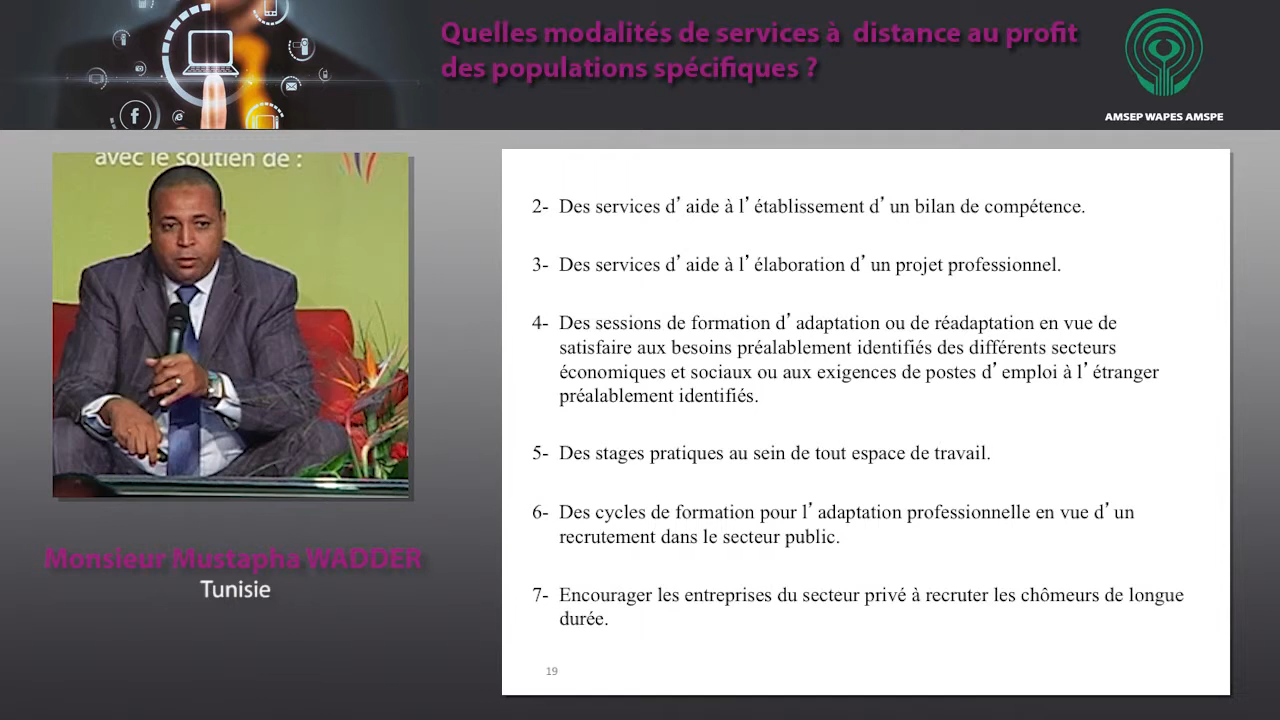 Quelles modalités de services à distance au profit
des populations spécifiques ?
AMSEP WAPES AMSPE
avec le soutien de :
Monsieur Mustapha WADDER
Tunisie
2- Des services d’aide à l’établissement d’un bilan de compétence.
3- Des services d’aide à l’élaboration d’un projet professionnel.
4- Des sessions de formation d’adaptation ou de réadaptation en vue de
satisfaire aux besoins préalablement identifiés des différents secteurs
économiques et sociaux ou aux exigences de postes d’emploi à l’étranger
préalablement identifiés.
5- Des stages pratiques au sein de tout espace de travail.
6- Des cycles de formation pour l’adaptation professionnelle en vue d’un
recrutement dans le secteur public.
7- Encourager les entreprises du secteur privé à recruter les chômeurs de longue
durée.
19